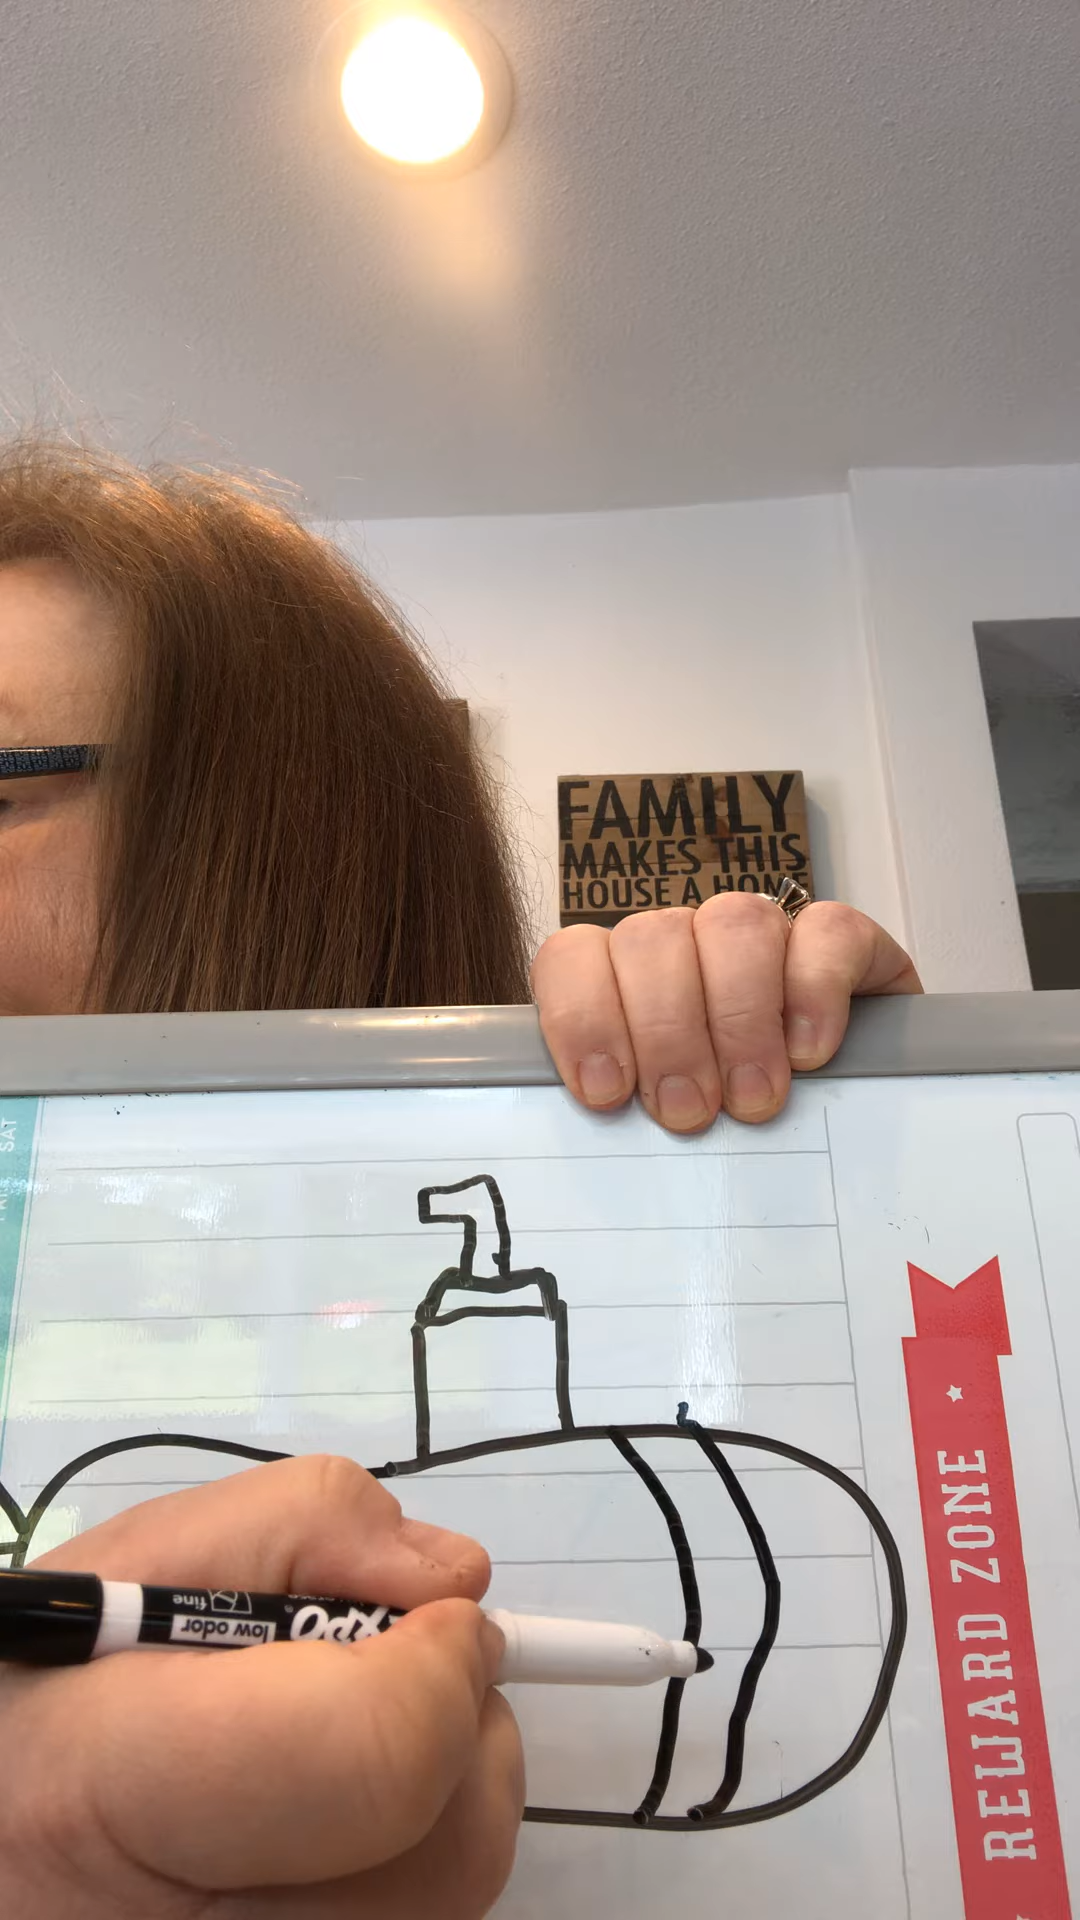 FAMILY
MAKES THIS
HOUSE A HOME
SAT
REWARD ZONE
EXPO®
low odor
fine